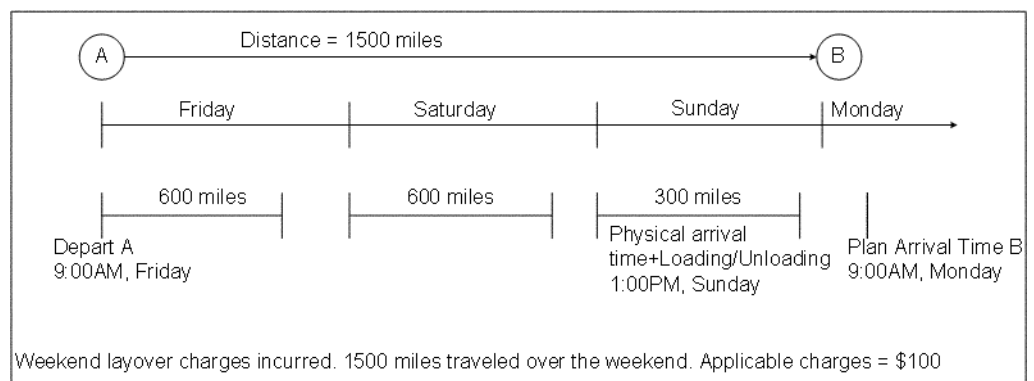 Distance = 1500 miles
A
B
Friday
Saturday
Sunday
Monday
600 miles
600 miles
300 miles
Depart A
9:00AM, Friday
Physical arrival
time+Loading/Unloading
1:00PM, Sunday
Plan Arrival Time B
9:00AM, Monday
Weekend layover charges incurred. 1500 miles traveled over the weekend. Applicable charges = $100